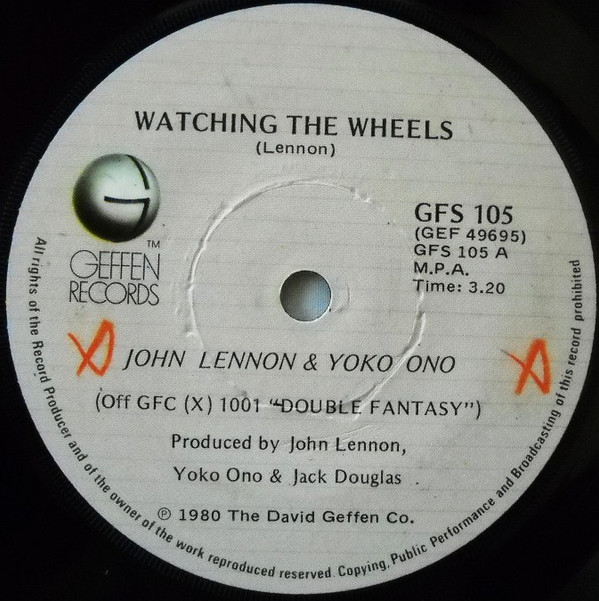 WATCHING THE WHEELS
(Lennon)
TM
GEFFEN
RECORDS
GFS 105
(GEF 49695)
GFS 105 A
M.P.A.
Time: 3.20
JOHN LENNON & YOKO ONO
(Off GFC (X) 1001 "DOUBLE FANTASY")
Produced by John Lennon,
Yoko Ono & Jack Douglas .
℗ 1980 The David Geffen Co.
All rights of the Record Producer and of the owner of the work reproduced reserved. Copying, Public Performance and Broadcasting of this record prohibited